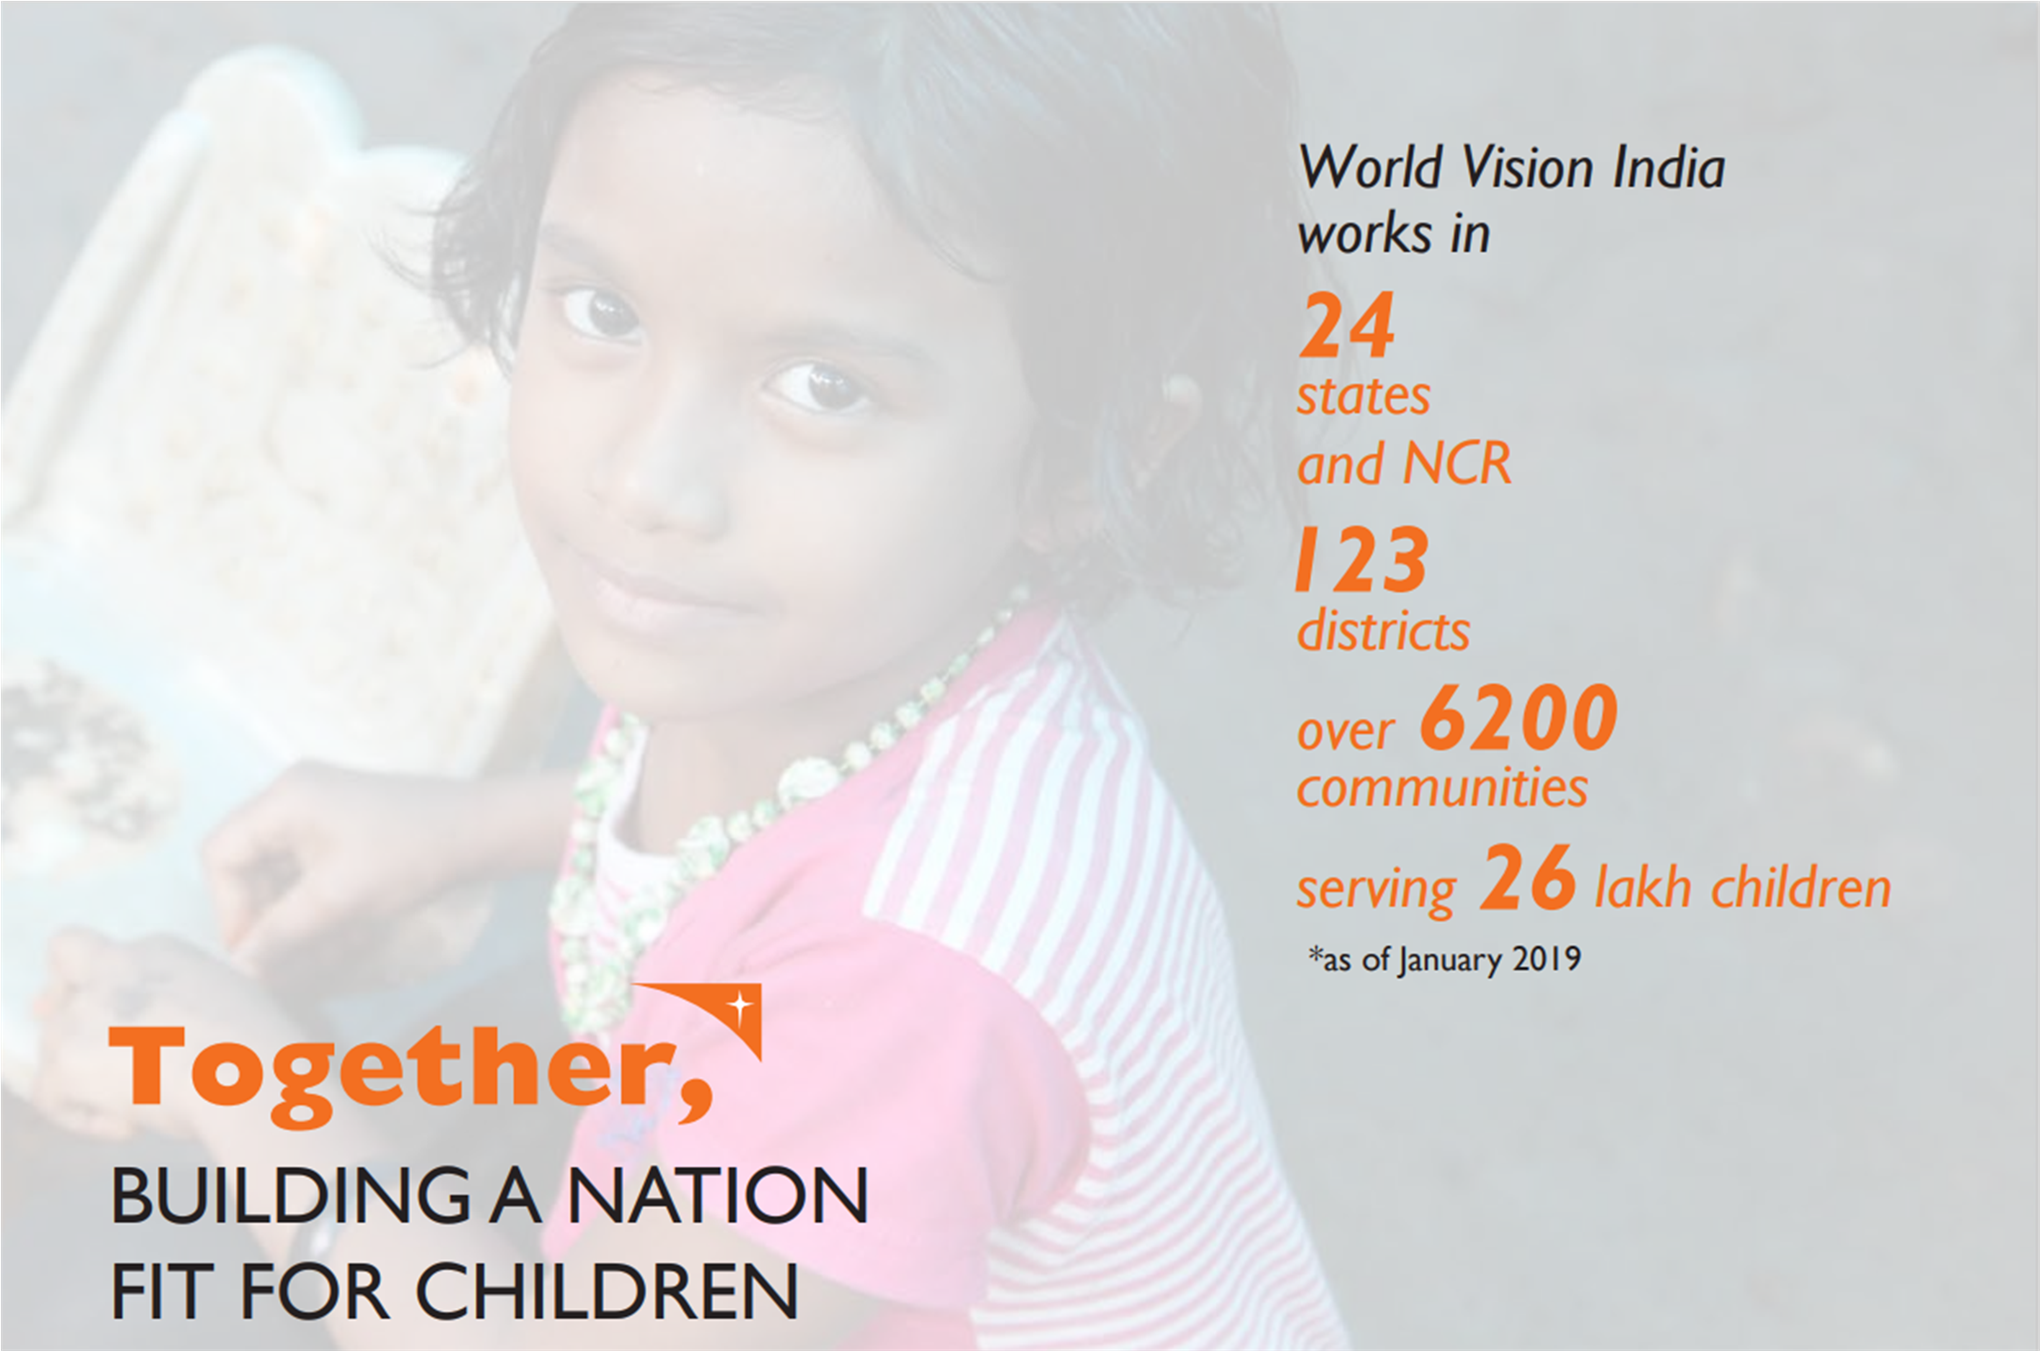 World Vision India
works in
24
states
and NCR
123
districts
over 6200
communities
serving 26 lakh children
*as of January 2019
Together,
BUILDING A NATION
FIT FOR CHILDREN